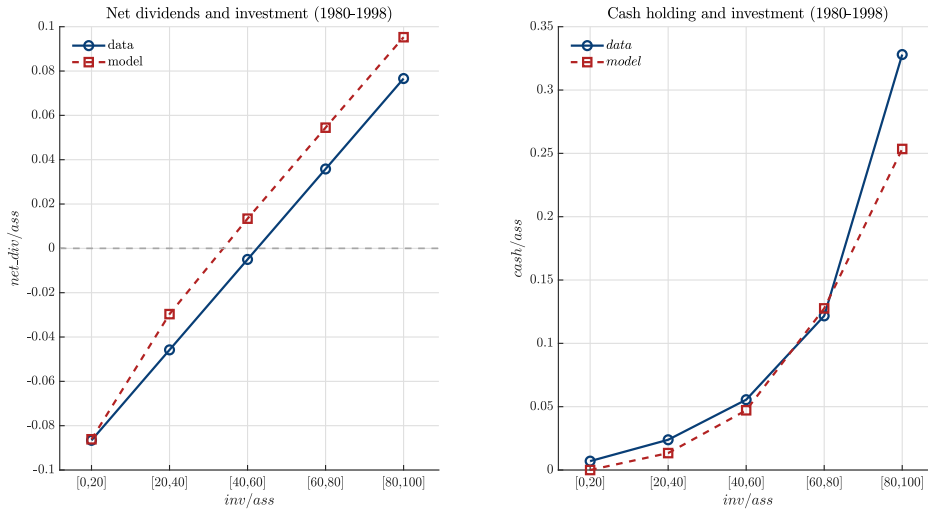 Net dividends and investment (1980-1998)
data
model
0.1
0.08
0.06
0.04
0.02
0
-0.02
-0.04
-0.06
-0.08
-0.1
net_div/ass
[0,20] [20,40] [40,60] [60,80] [80,100]
inv/ass
Cash holding and investment (1980-1998)
data
model
0.35
0.3
0.25
0.2
0.15
0.1
0.05
0
cash/ass
[0,20] [20,40] [40,60] [60,80] [80,100]
inv/ass